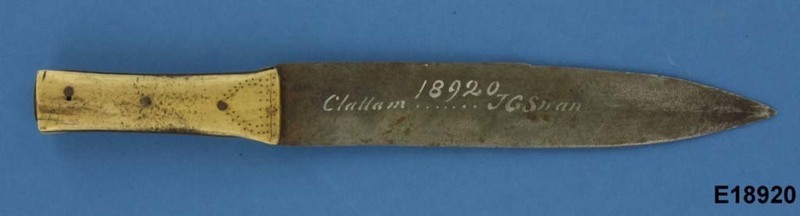 18920
Clallam ....... J G Swan
E18920